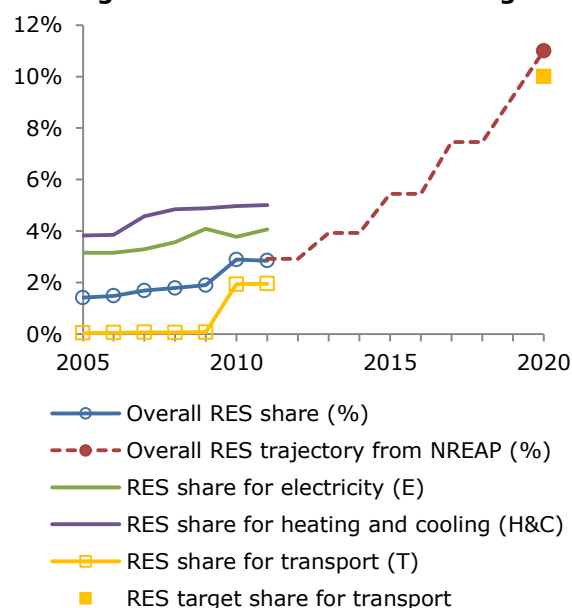 12%
10%
8%
6%
4%
2%
0%
2005
2010
2015
2020
Overall RES share (%)
Overall RES trajectory from NREAP (%)
RES share for electricity (E)
RES share for heating and cooling (H&C)
RES share for transport (T)
RES target share for transport